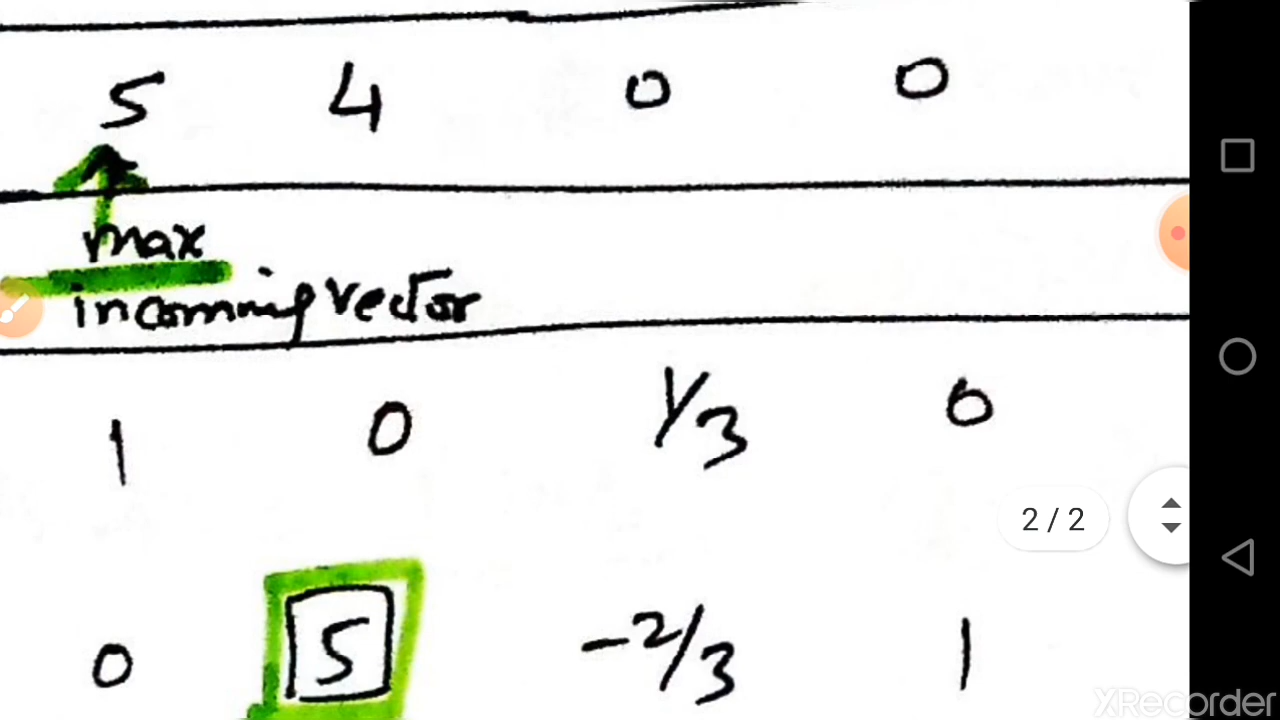 5 4 0 0
max
incoming vector
1 0 1/3 0
2 / 2
0 5 -2/3 1
XRecorder